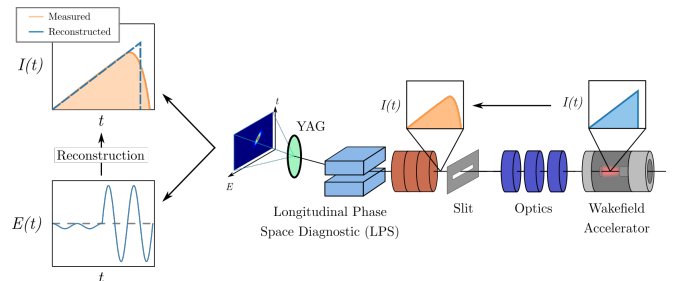 Measured
Reconstructed
I(t)
t
Reconstruction
E(t)
t
t
E
YAG
Longitudinal Phase
Space Diagnostic (LPS)
I(t)
I(t)
Slit
Optics
Wakefield
Accelerator